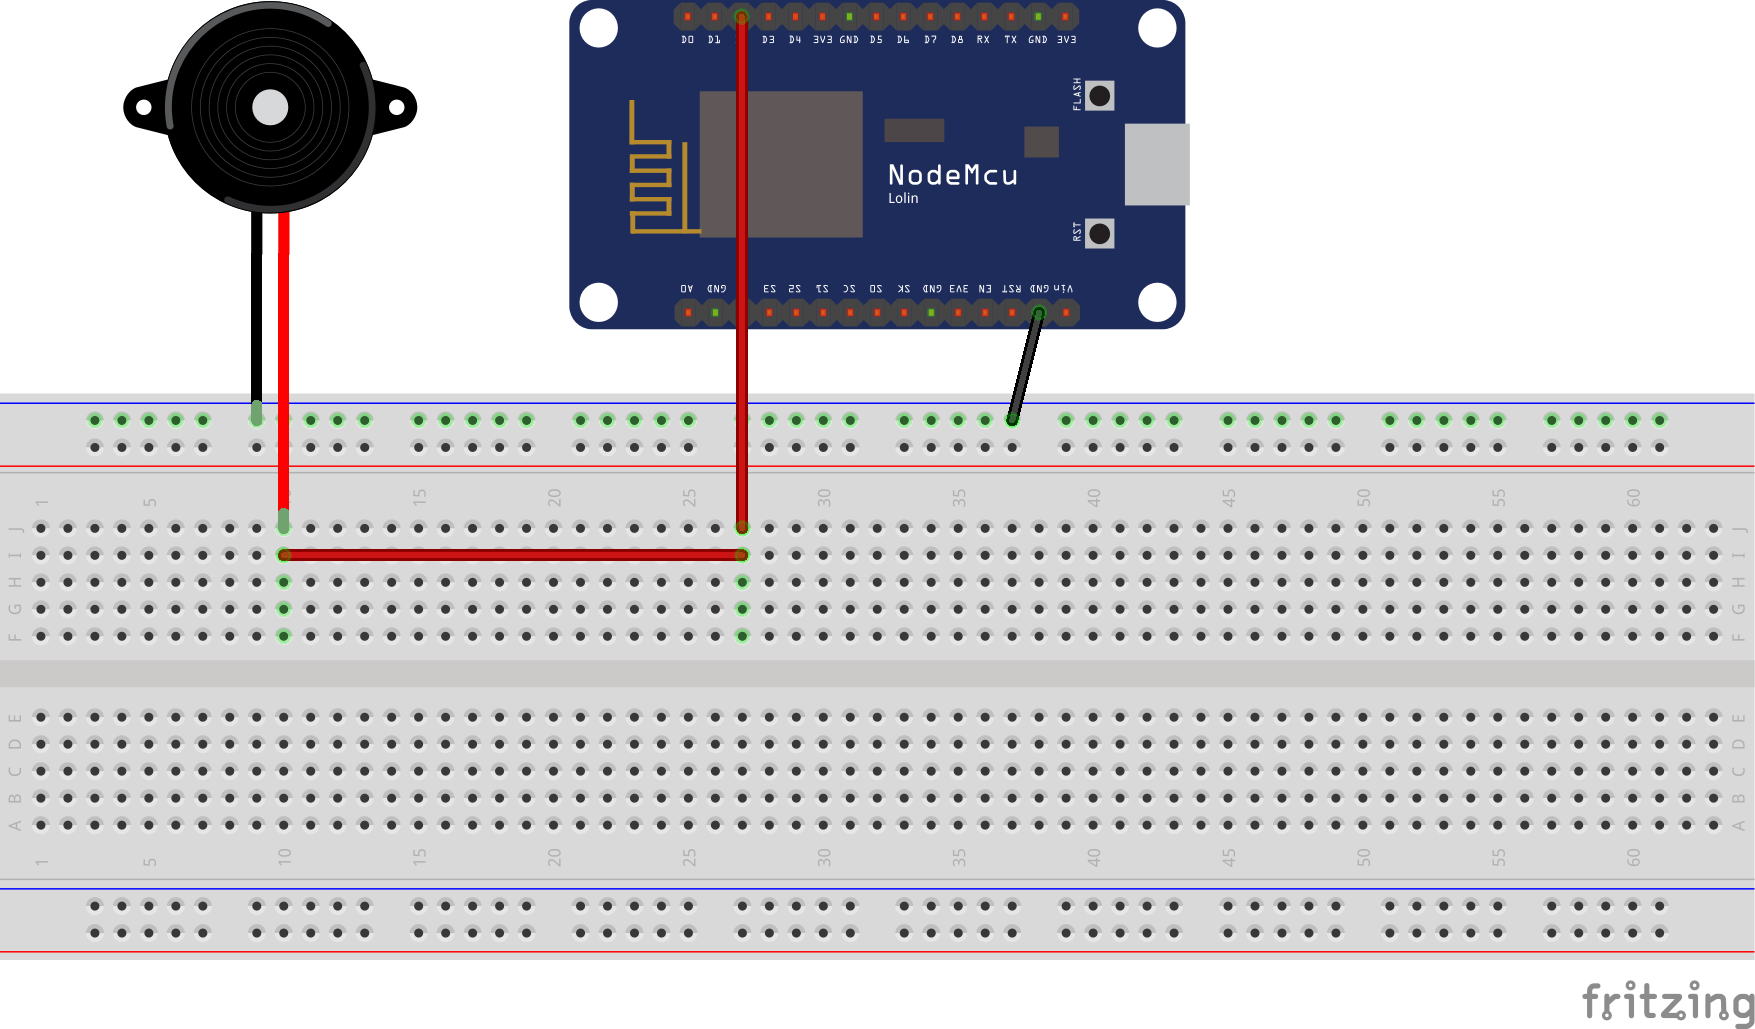 D0 D1 D3 D4 3V3 GND D5 D6 D7 D8 RX TX GND 3V3
FLASH
NodeMcu
Lolin
RST
A0 GND S3 S2 S1 SC S0 SK GND 3V3 EN RST GND Vin
1 5 15 20 25 30 35 40 45 50 55 60
J J
I I
H H
G G
F F
E E
D D
C C
B B
A A
1 5 10 15 20 25 30 35 40 45 50 55 60
fritzing